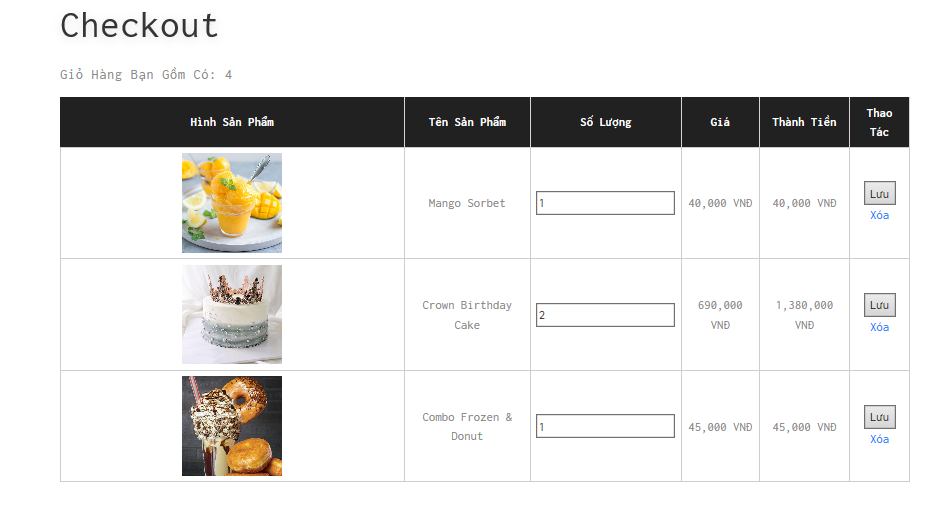 Checkout
Giỏ Hàng Bạn Gồm Có: 4
Hình Sản Phẩm Tên Sản Phẩm Số Lượng Giá Thành Tiền Thao
Tác
Mango Sorbet 1 40,000 VNĐ 40,000 VNĐ Lưu
Xóa
Crown Birthday
Cake
2
690,000
VNĐ
1,380,000
VNĐ
Lưu
Xóa
Combo Frozen &
Donut
1
45,000 VNĐ
45,000 VNĐ
Lưu
Xóa